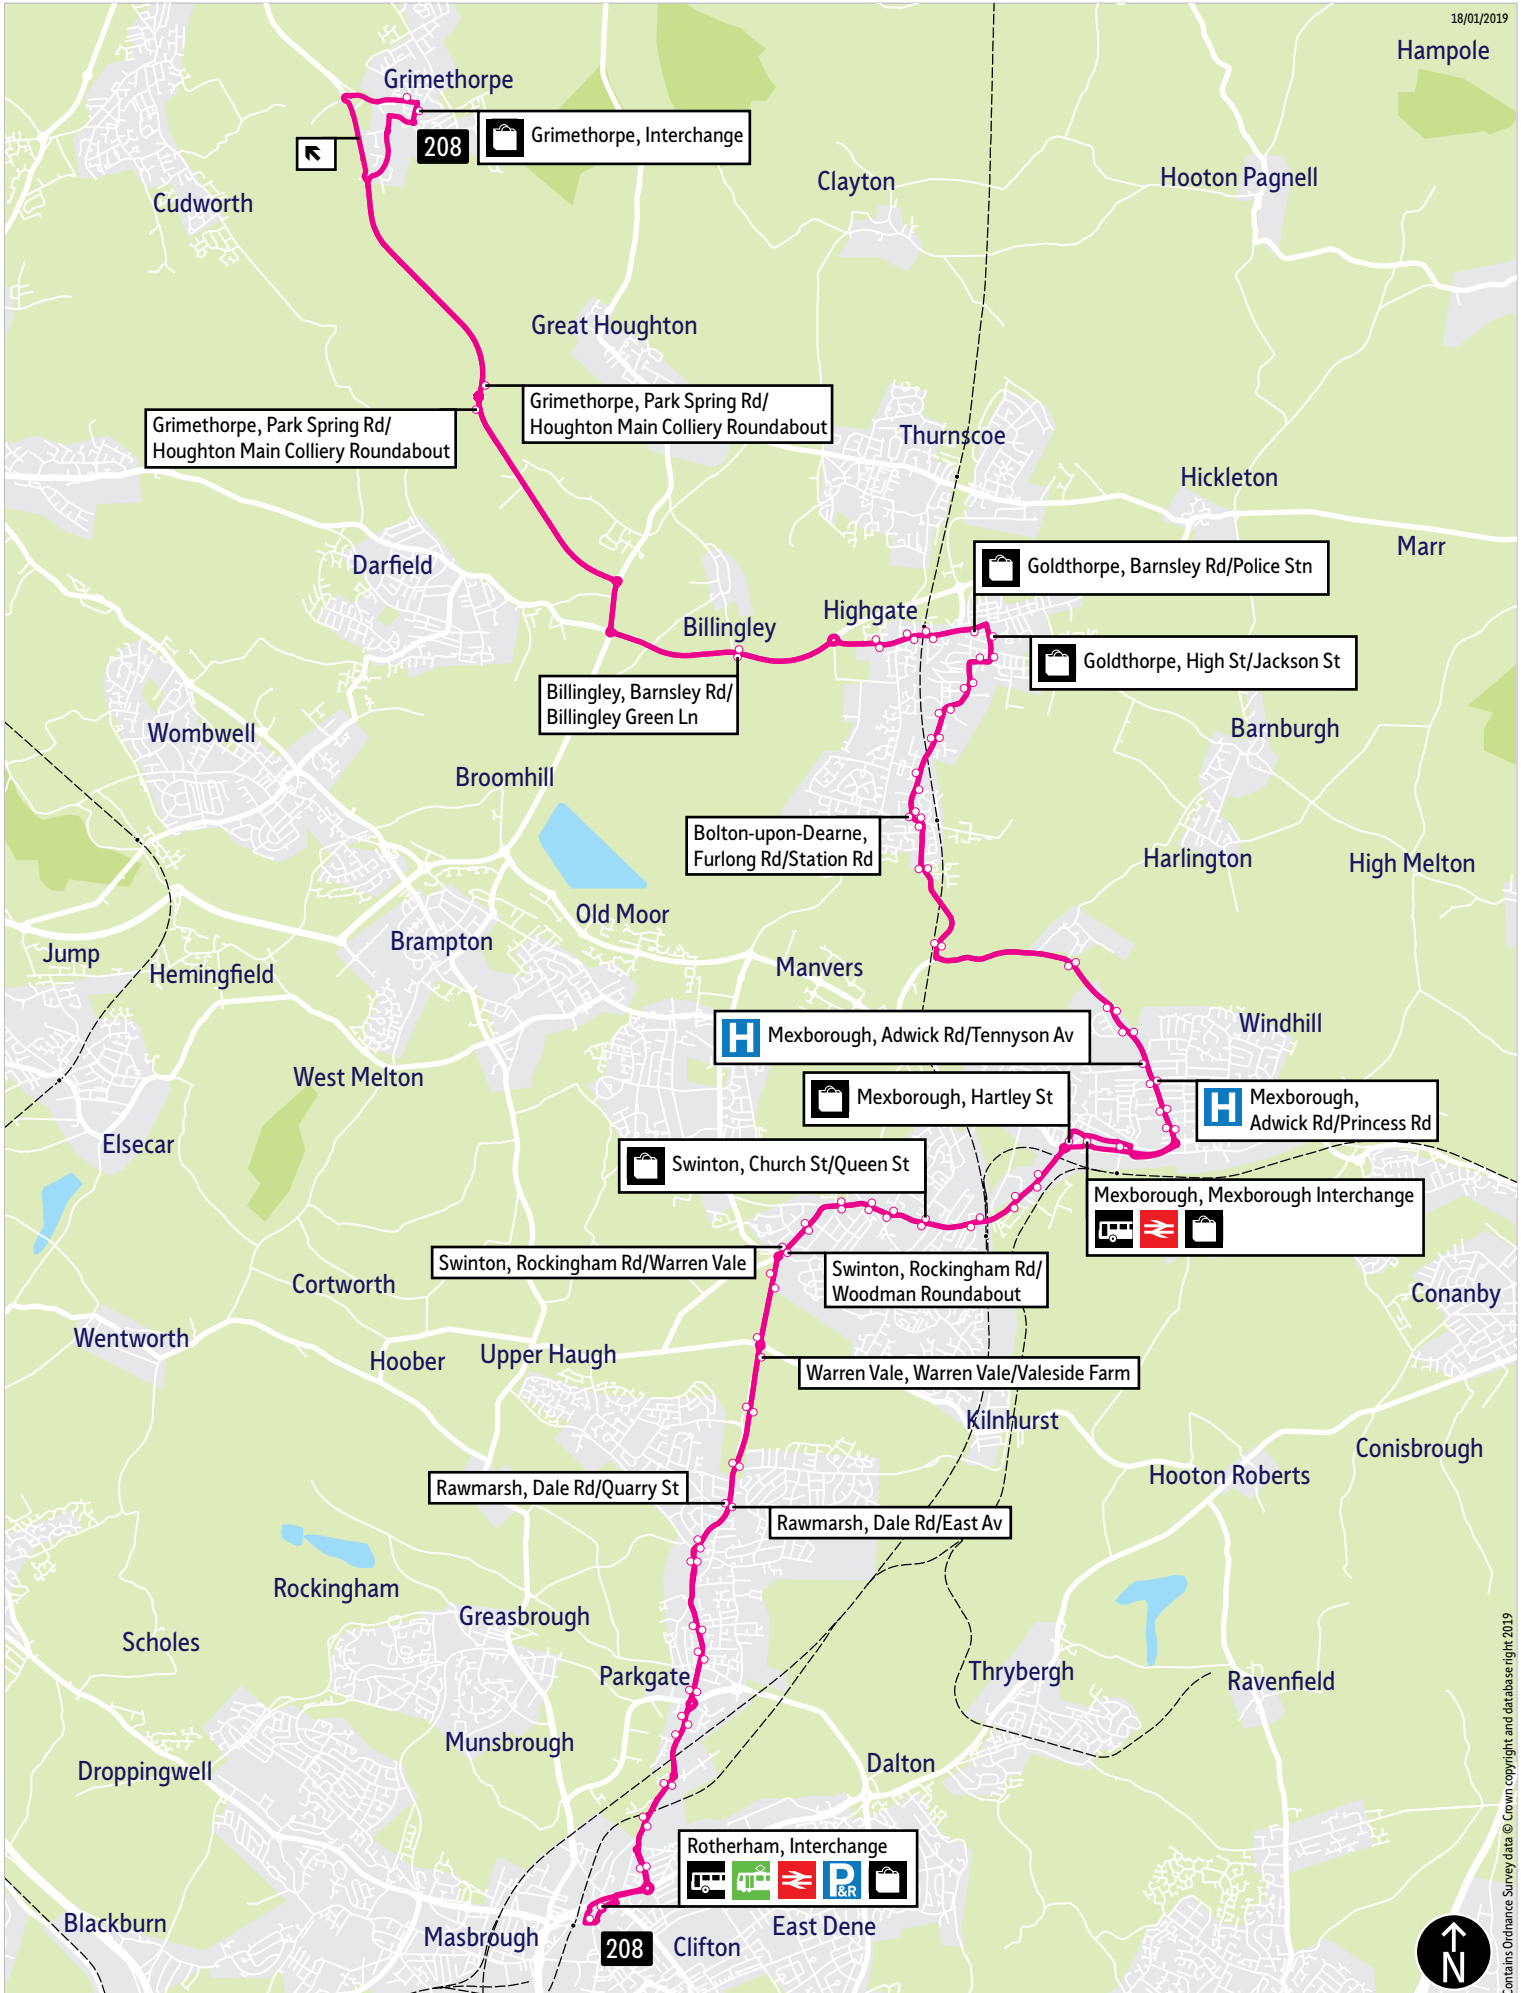 18/01/2019
Hampole
Grimethorpe
208
Grimethorpe, Interchange
Clayton
Hooton Pagnell
Cudworth
Great Houghton
Grimethorpe, Park Spring Rd/
Houghton Main Colliery Roundabout
Grimethorpe, Park Spring Rd/
Houghton Main Colliery Roundabout
Thurnscoe
Hickleton
Marr
Darfield
Goldthorpe, Barnsley Rd/Police Stn
Highgate
Billingley
Goldthorpe, High St/Jackson St
Billingley, Barnsley Rd/
Billingley Green Ln
Barnburgh
Wombwell
Broomhill
Bolton-upon-Dearne,
Furlong Rd/Station Rd
Harlington
High Melton
Old Moor
Jump
Brampton
Hemingfield
Manvers
Windhill
H Mexborough, Adwick Rd/Tennyson Av
West Melton
Mexborough, Hartley St
H Mexborough,
Adwick Rd/Princess Rd
Elsecar
Swinton, Church St/Queen St
Mexborough, Mexborough Interchange
Swinton, Rockingham Rd/Warren Vale
Swinton, Rockingham Rd/
Woodman Roundabout
Cortworth
Conanby
Wentworth
Hoober
Upper Haugh
Warren Vale, Warren Vale/Valeside Farm
Kilnhurst
Conisbrough
Hooton Roberts
Rawmarsh, Dale Rd/Quarry St
Rawmarsh, Dale Rd/East Av
Rockingham
Greasbrough
Scholes
Parkgate
Thrybergh
Ravenfield
Munsbrough
Dalton
Droppingwell
Rotherham, Interchange
P&R
East Dene
Blackburn
Masbrough
208
Clifton
N
Contains Ordnance Survey data © Crown copyright and database right 2019